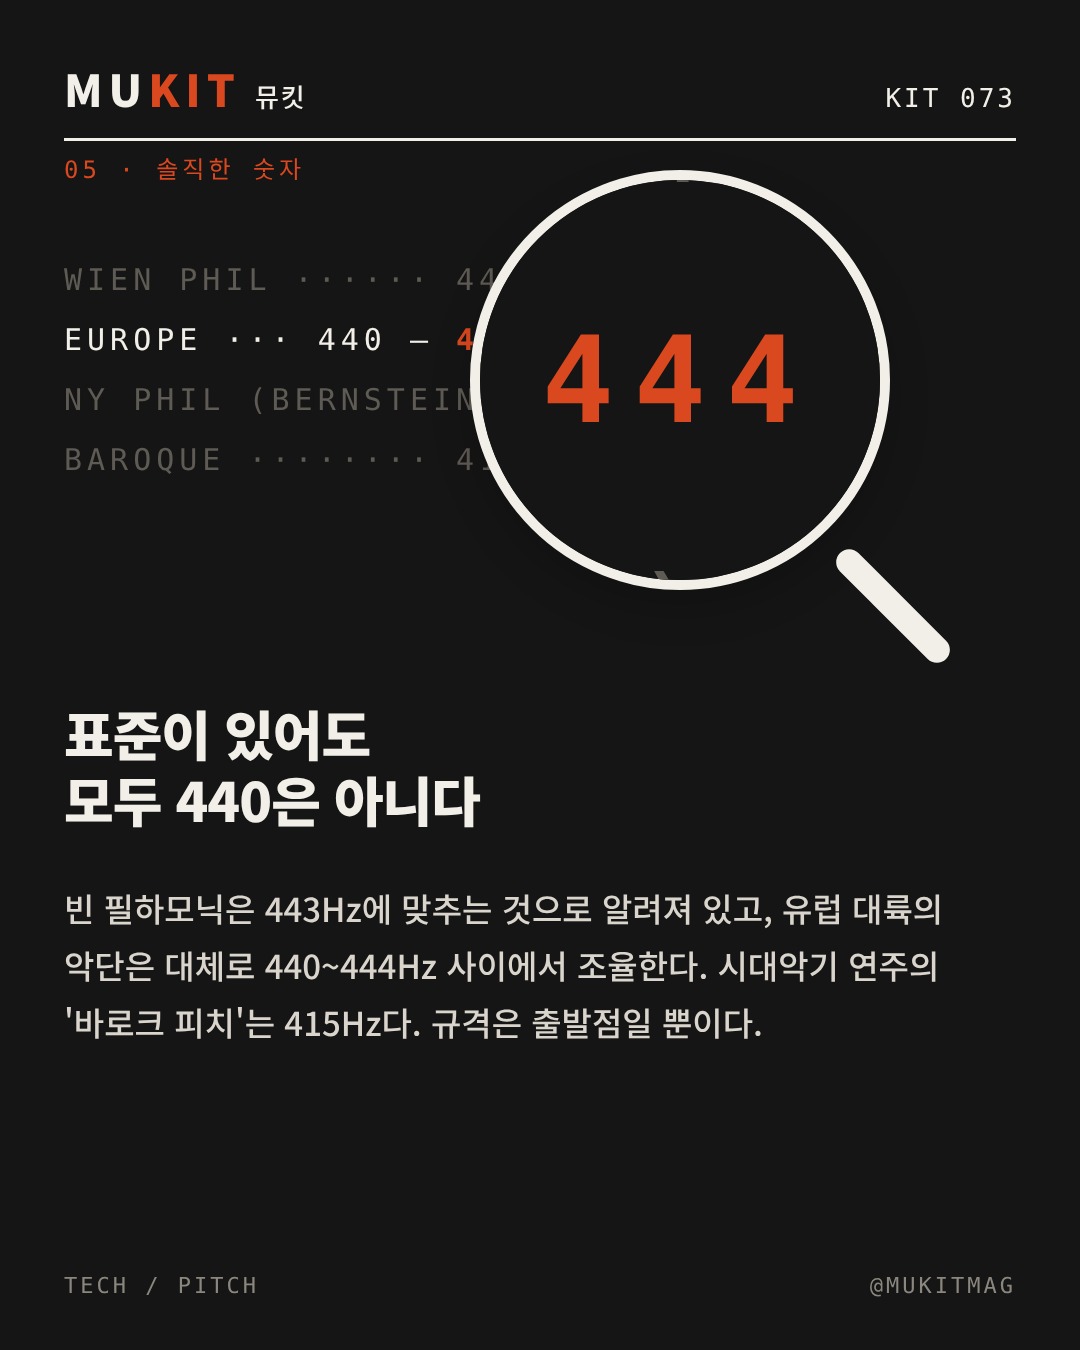 MUKIT 뮤킷
KIT 073
05 · 솔직한 숫자
WIEN PHIL ······ 44
EUROPE ··· 440 – 4
444
NY PHIL (BERNSTEIN
BAROQUE ········ 41
표준이 있어도
모두 440은 아니다
빈 필하모닉은 443Hz에 맞추는 것으로 알려져 있고, 유럽 대륙의
악단은 대체로 440~444Hz 사이에서 조율한다. 시대악기 연주의
'바로크 피치'는 415Hz다. 규격은 출발점일 뿐이다.
TECH / PITCH
@MUKITMAG